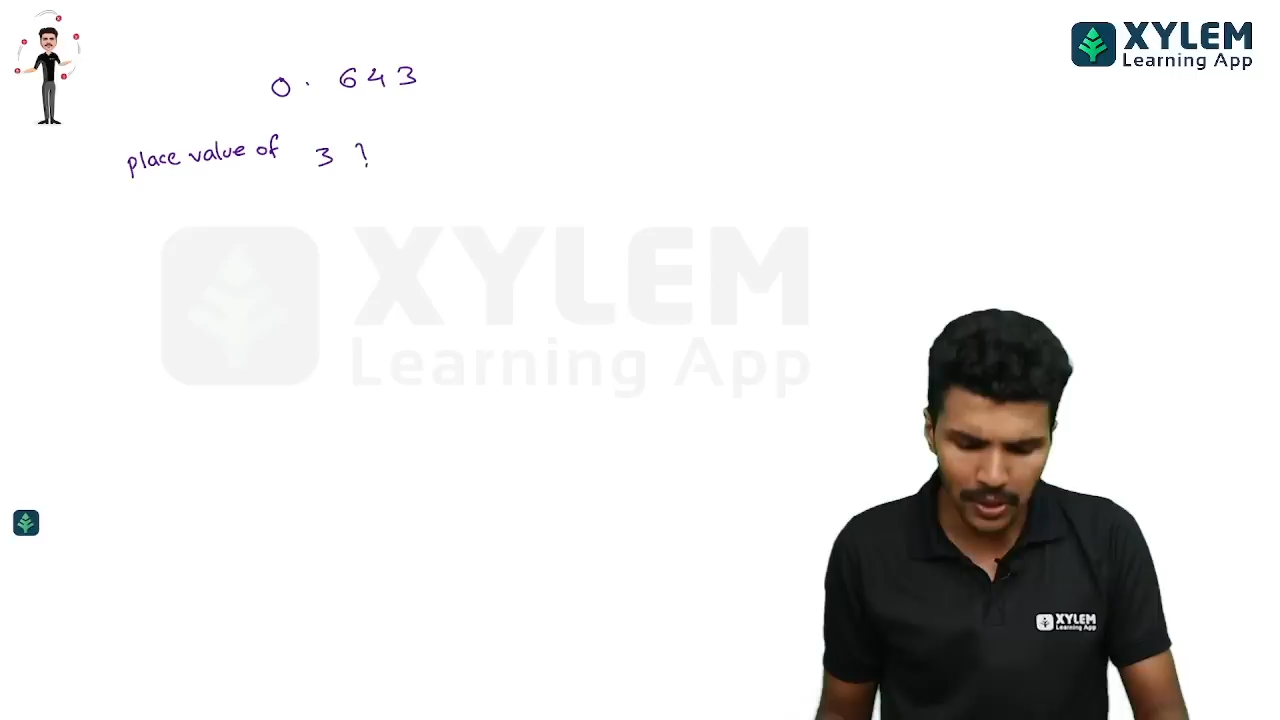 XYLEM
Learning App
0. 643
place value of 3 ?
XYLEM
Learning App
XYLEM
Learning App